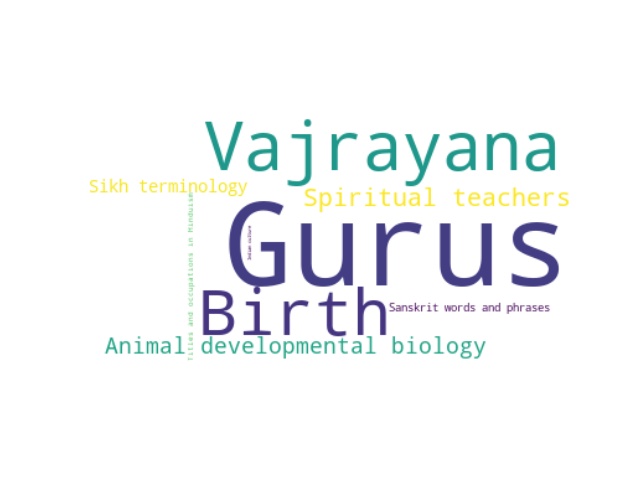 Vajrayana
Sikh terminology
Spiritual teachers
Gurus
Titles and occupations in Hinduism
Indian culture
Birth
Sanskrit words and phrases
Animal developmental biology